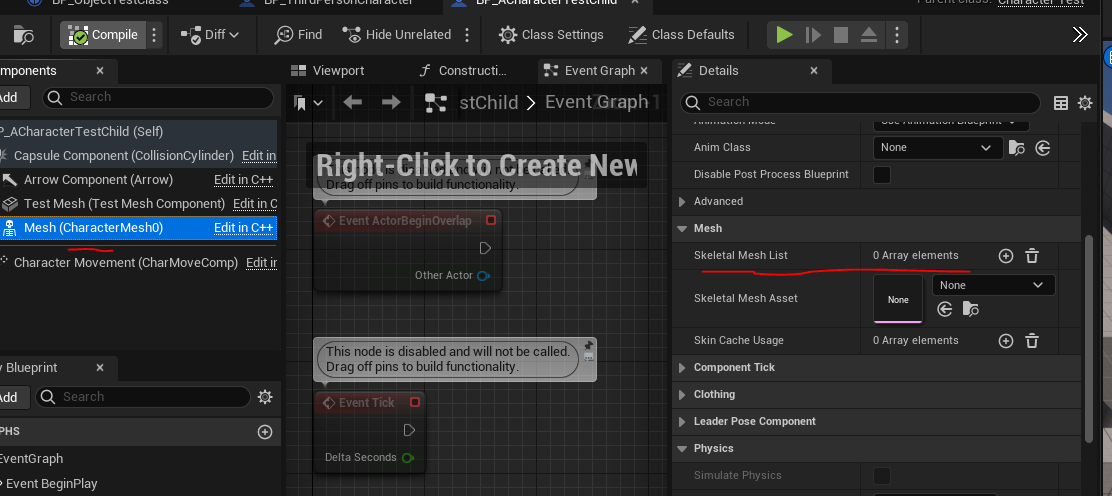 BP_ObjectTestClass
BP_ThirdPersonCharacter
BP_ACharacterTestChild
Parent class: Character Test
Compile
Diff
Find
Hide Unrelated
Class Settings
Class Defaults
mponents
Viewport
Constructi...
Event Graph
Details
Add
Search
stChild
Event Graph
Search
P_ACharacterTestChild (Self)
Capsule Component (CollisionCylinder) Edit in
Arrow Component (Arrow) Edit in C++
Test Mesh (Test Mesh Component) Edit in C
Mesh (CharacterMesh0) Edit in C++
Character Movement (CharMoveComp) Edit in
Right-Click to Create New
Drag off pins to build functionality.
Event ActorBeginOverlap
Other Actor
This node is disabled and will not be called.
Drag off pins to build functionality.
Event Tick
Delta Seconds
Animation Mode
Use Animation Blueprint
Anim Class
None
Disable Post Process Blueprint
Advanced
Mesh
Skeletal Mesh List
0 Array elements
Skeletal Mesh Asset
None
None
Skin Cache Usage
0 Array elements
Component Tick
Clothing
Leader Pose Component
Physics
Simulate Physics
y Blueprint
Add
Search
PHS
EventGraph
Event BeginPlay